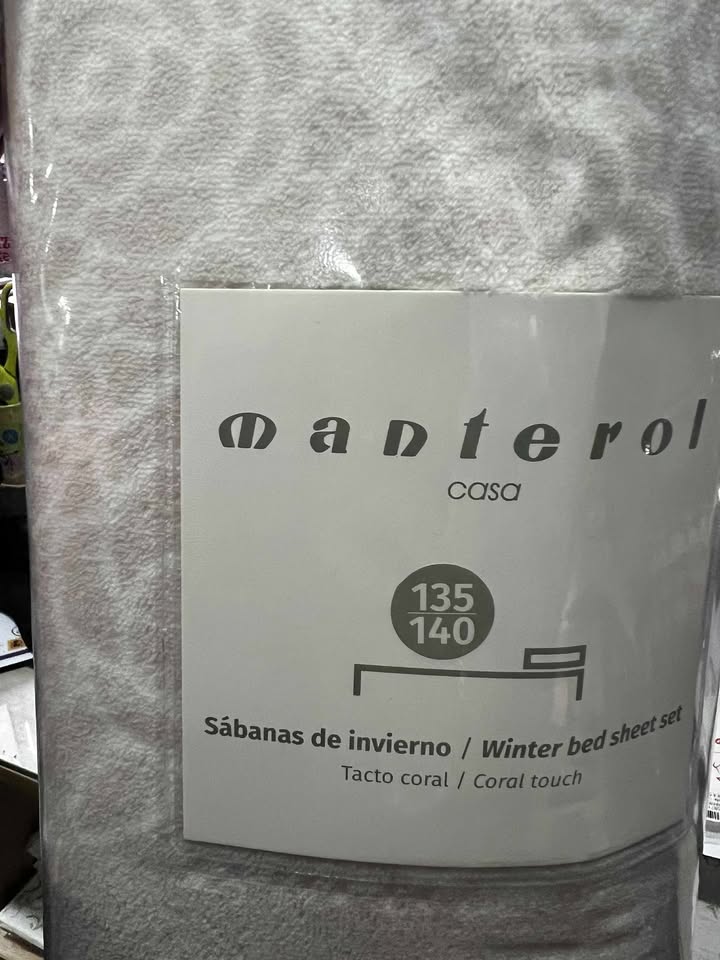 manterol
casa
135
140
Sábanas de invierno / Winter bed sheet set
Tacto coral / Coral touch